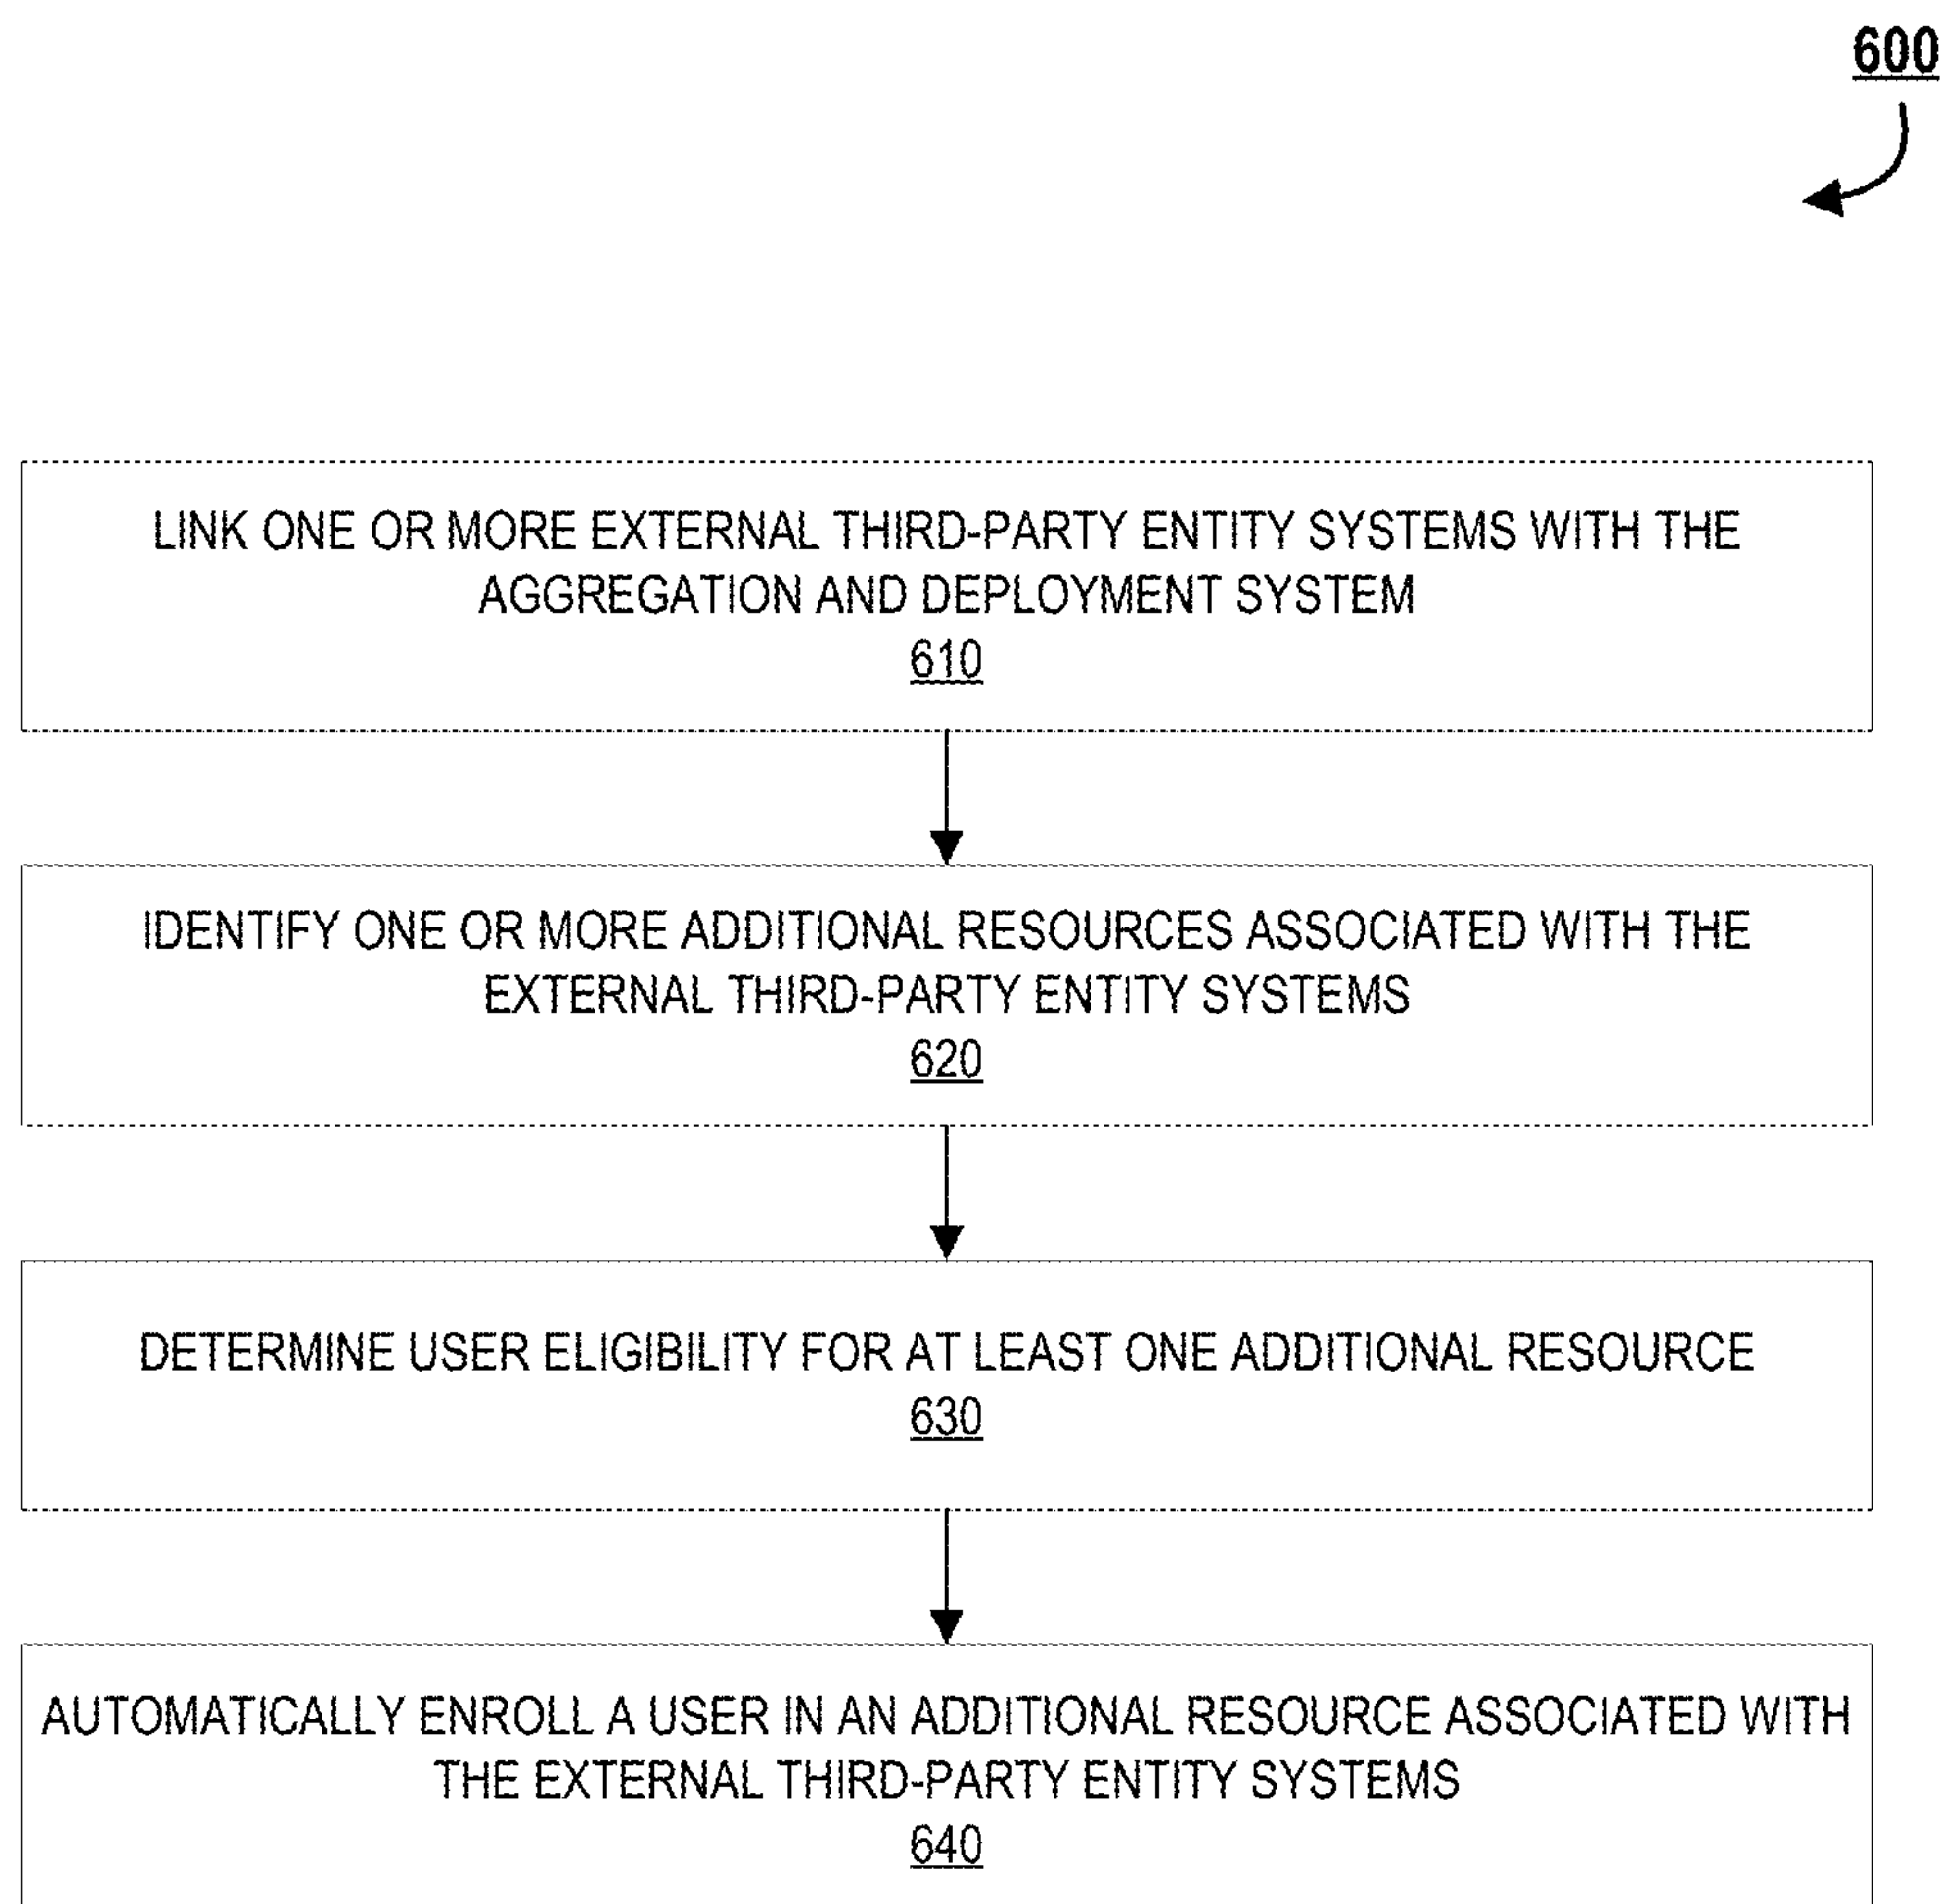 600
LINK ONE OR MORE EXTERNAL THIRD-PARTY ENTITY SYSTEMS WITH THE
AGGREGATION AND DEPLOYMENT SYSTEM
610
IDENTIFY ONE OR MORE ADDITIONAL RESOURCES ASSOCIATED WITH THE
EXTERNAL THIRD-PARTY ENTITY SYSTEMS
620
DETERMINE USER ELIGIBILITY FOR AT LEAST ONE ADDITIONAL RESOURCE
630
AUTOMATICALLY ENROLL A USER IN AN ADDITIONAL RESOURCE ASSOCIATED WITH
THE EXTERNAL THIRD-PARTY ENTITY SYSTEMS
640